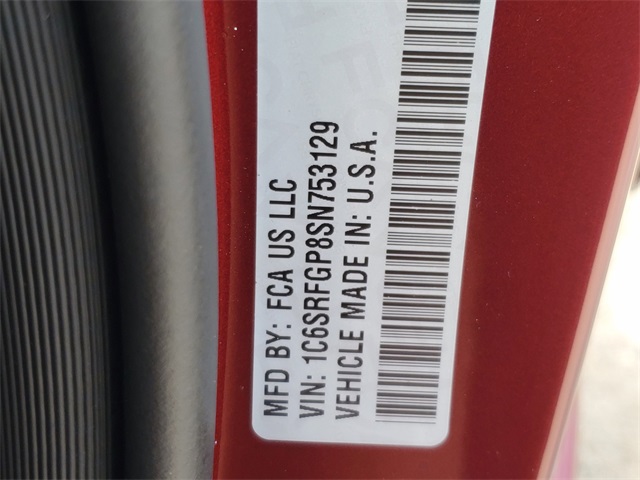 MFD BY: FCA US LLC
VIN: 1C6SRFGP8SN753129
VEHICLE MADE IN: U.S.A.